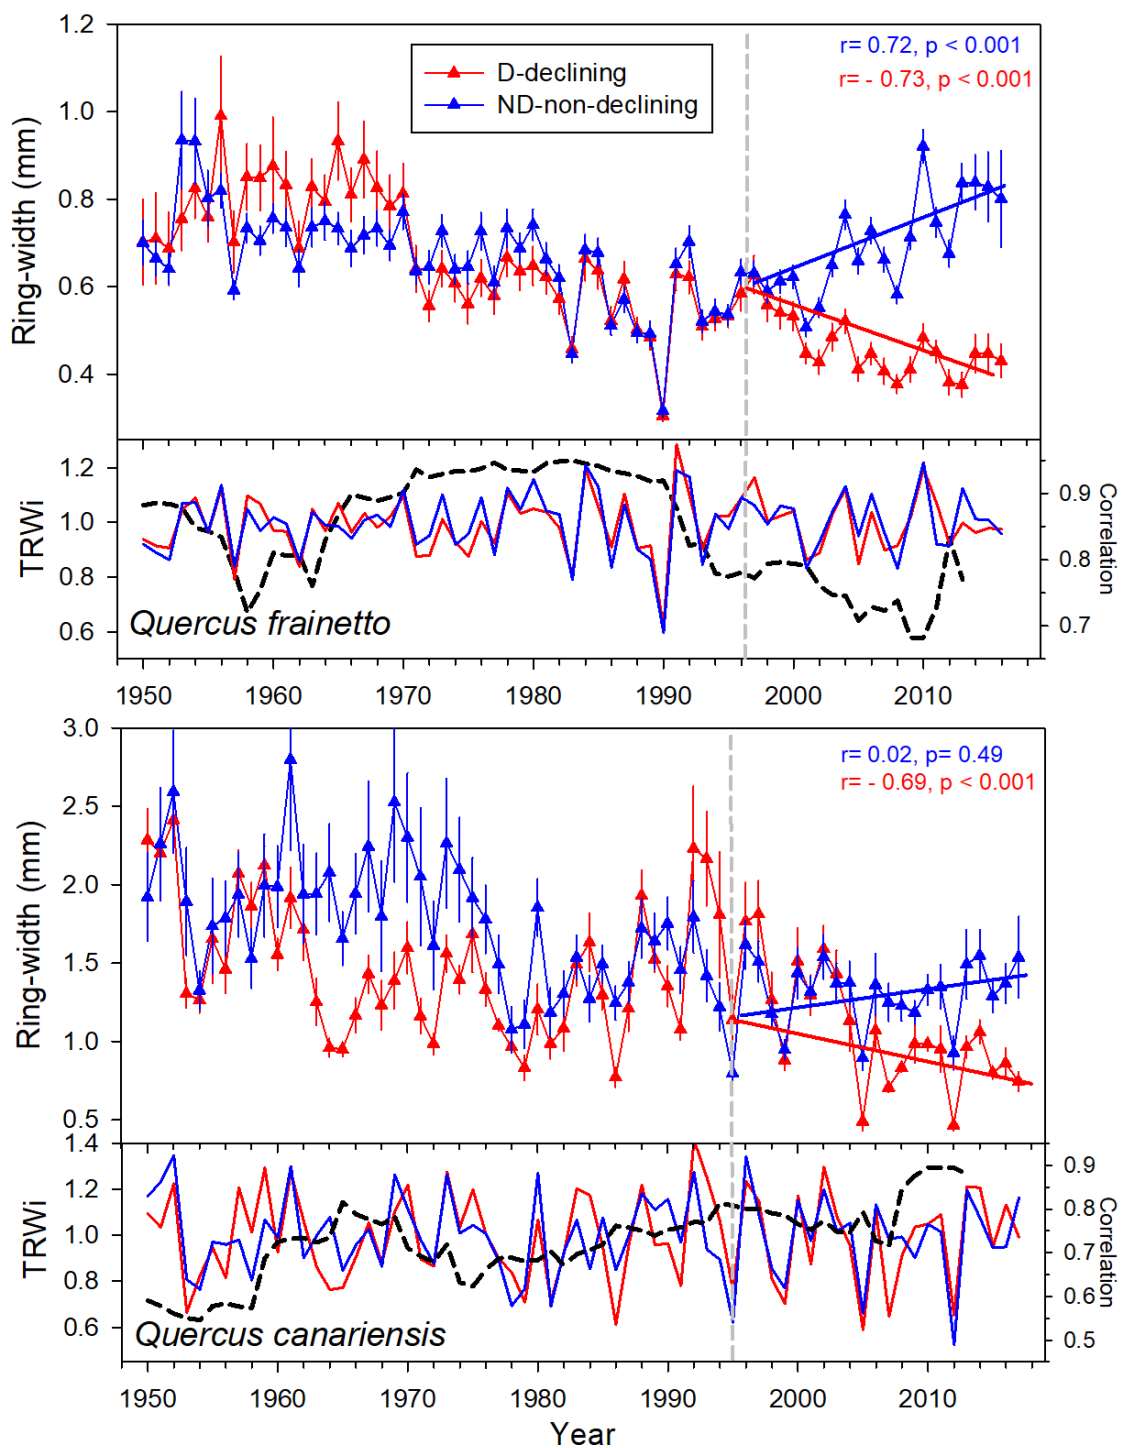 1.2
1.0
0.8
0.6
0.4
Ring-width (mm)
D-declining
ND-non-declining
r= 0.72, p < 0.001
r= - 0.73, p < 0.001
1.2
1.0
0.8
0.6
TRWi
0.9
0.8
0.7
Correlation
Quercus frainetto
1950 1960 1970 1980 1990 2000 2010
3.0
2.5
2.0
1.5
1.0
0.5
Ring-width (mm)
r= 0.02, p= 0.49
r= - 0.69, p < 0.001
1.4
1.2
1.0
0.8
0.6
TRWi
0.9
0.8
0.7
0.6
0.5
Correlation
Quercus canariensis
1950 1960 1970 1980 1990 2000 2010
Year